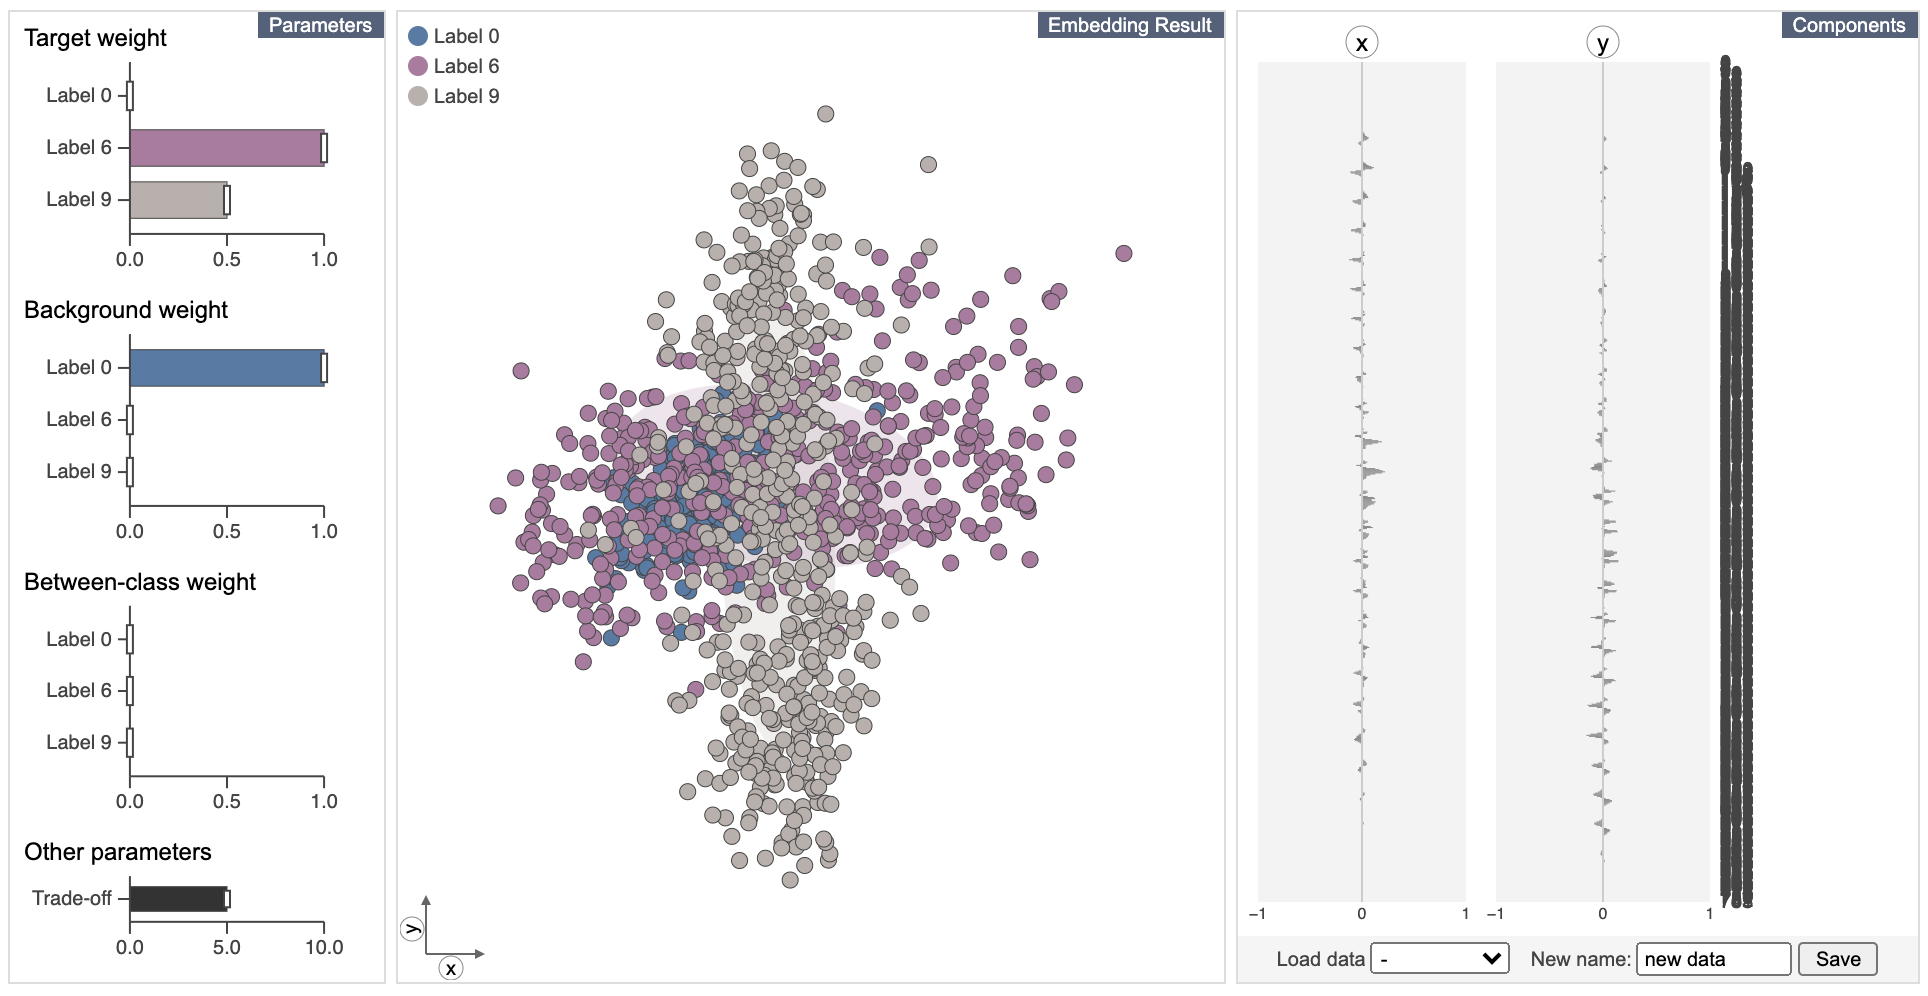 Parameters
Target weight
Label 0
Label 6
Label 9
0.0 0.5 1.0
Background weight
Label 0
Label 6
Label 9
0.0 0.5 1.0
Between-class weight
Label 0
Label 6
Label 9
0.0 0.5 1.0
Other parameters
Trade-off
0.0 5.0 10.0
Embedding Result
Label 0
Label 6
Label 9
y
x
Components
x y
−1 0 1 −1 0 1
Load data - New name: new data Save